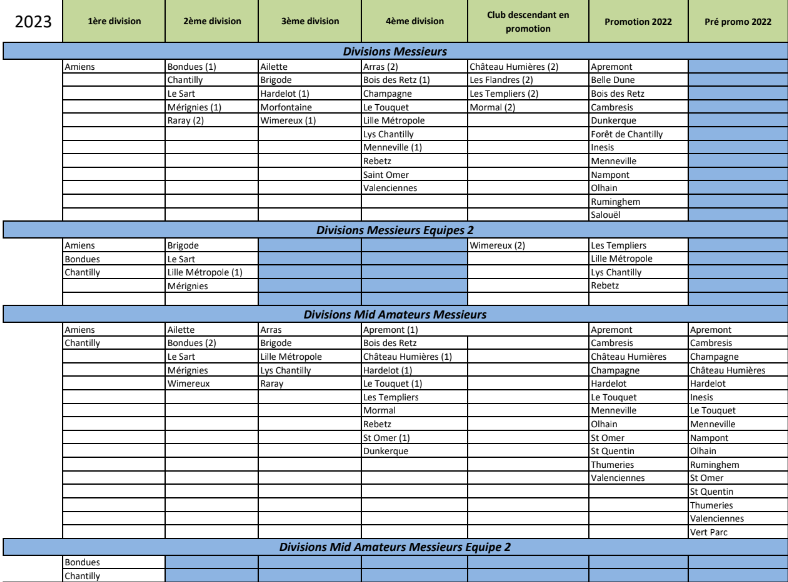 2023 1ère division 2ème division 3ème division 4ème division Club descendant en promotion Promotion 2022 Pré promo 2022
Divisions Messieurs
Amiens Bondues (1) Ailette Arras (2) Château Humières (2) Apremont
Chantilly Brigode Bois des Retz (1) Les Flandres (2) Belle Dune
Le Sart Hardelot (1) Champagne Les Templiers (2) Bois des Retz
Mérignies (1) Morfontaine Le Touquet Mormal (2) Cambresis
Raray (2) Wimereux (1) Lille Métropole Dunkerque
Lys Chantilly Forêt de Chantilly
Menneville (1) Inesis
Rebetz Menneville
Saint Omer Nampont
Valenciennes Olhain
Ruminghem
Salouël
Divisions Messieurs Equipes 2
Amiens Brigode Wimereux (2) Les Templiers
Bondues Le Sart Lille Métropole
Chantilly Lille Métropole (1) Lys Chantilly
Mérignies Rebetz
Divisions Mid Amateurs Messieurs
Amiens Ailette Arras Apremont (1) Apremont Apremont
Chantilly Bondues (2) Brigode Bois des Retz Cambresis Cambresis
Le Sart Lille Métropole Château Humières (1) Château Humières Champagne
Mérignies Lys Chantilly Hardelot (1) Champagne Château Humières
Wimereux Raray Le Touquet (1) Hardelot Hardelot
Les Templiers Le Touquet Inesis
Mormal Menneville Le Touquet
Rebetz Olhain Menneville
St Omer (1) St Omer Nampont
Dunkerque St Quentin Olhain
Thumeries Ruminghem
Valenciennes St Omer
St Quentin
Thumeries
Valenciennes
Vert Parc
Divisions Mid Amateurs Messieurs Equipe 2
Bondues
Chantilly